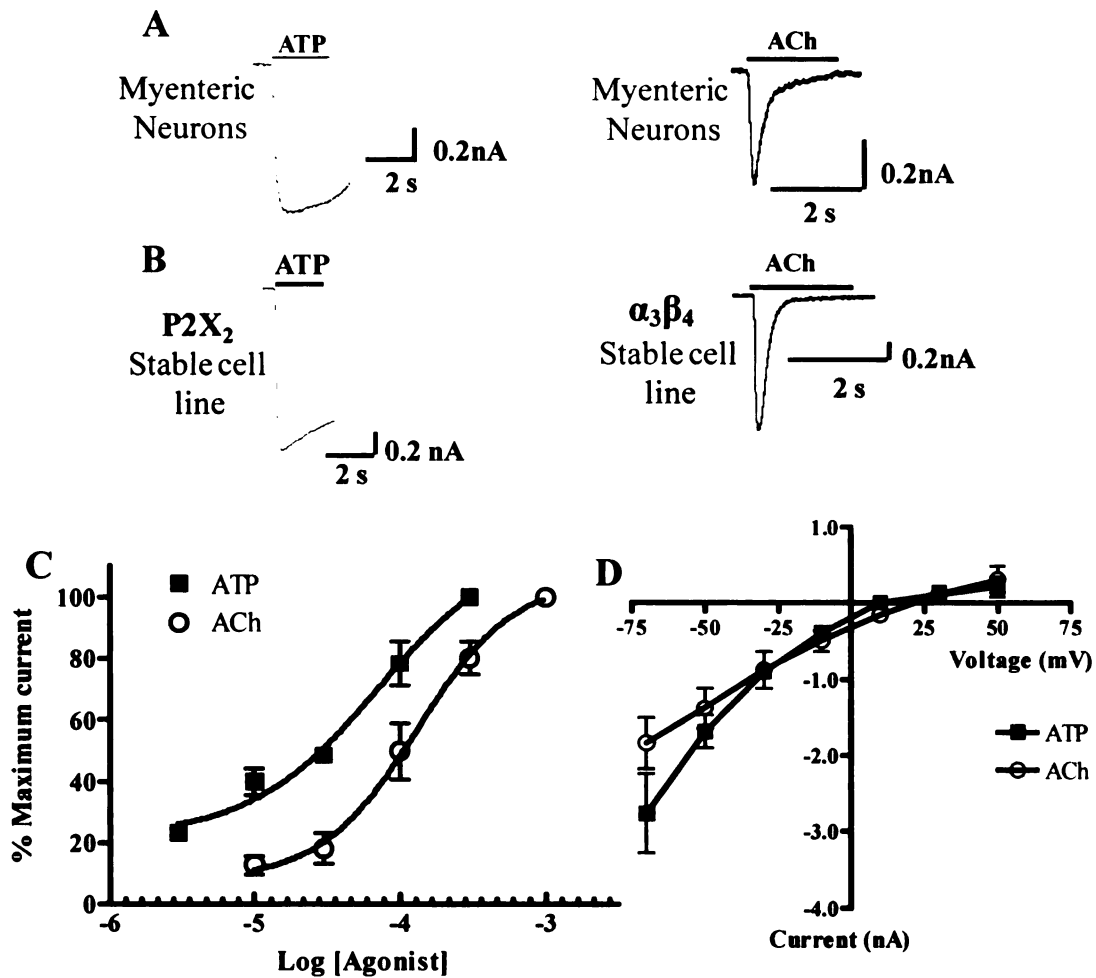 A
ATP
ACh
Myenteric
Neurons
0.2nA
2 s
Myenteric
Neurons
0.2nA
2 s
B
ATP
ACh
P2X₂
Stable cell
line
0.2 nA
2 s
α₃β₄
Stable cell
line
0.2nA
2 s
C
ATP
ACh
% Maximum current
100
80
60
40
20
0
-6
-5
-4
-3
Log [Agonist]
D
1.0
-75
-50
-25
25
50
75
Voltage (mV)
-1.0
-2.0
-3.0
-4.0
ATP
ACh
Current (nA)